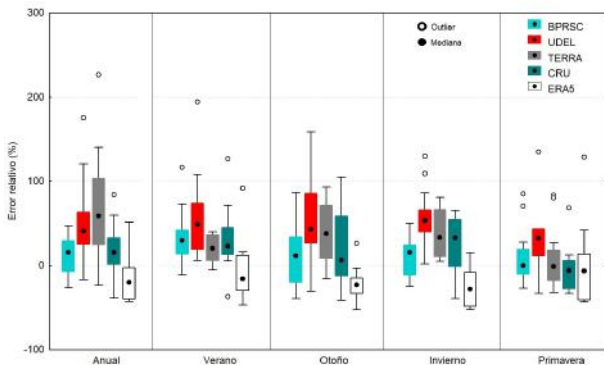 300
200
100
0
-100
Error relativo (%)
Outlier
Mediana
BPRSC
UDEL
TERRA
CRU
ERA5
Anual
Verano
Otoño
Invierno
Primavera